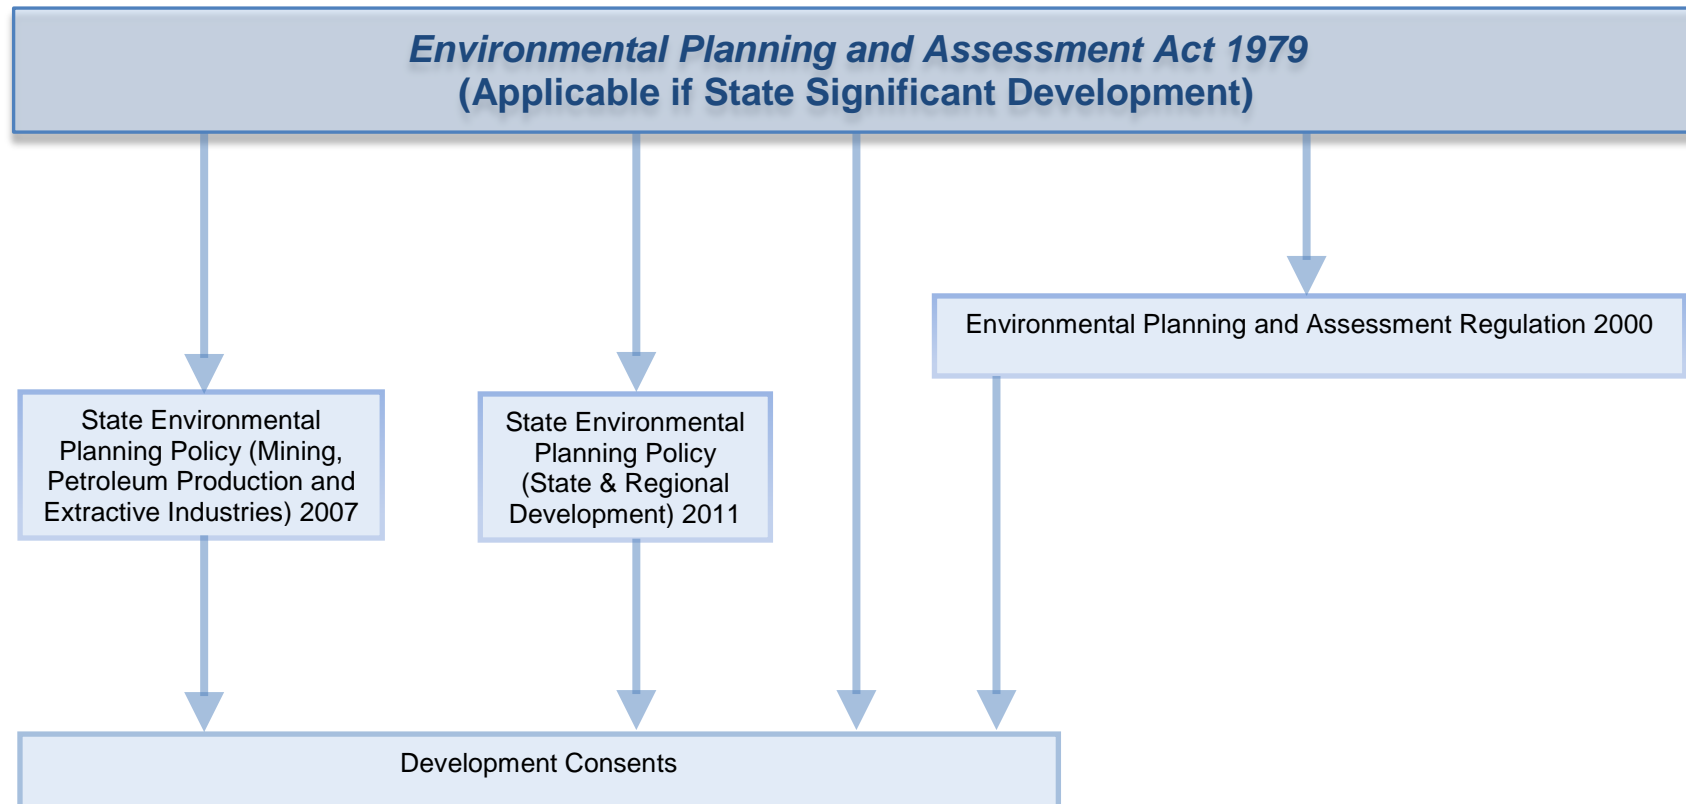 Environmental Planning and Assessment Act 1979
(Applicable if State Significant Development)
Environmental Planning and Assessment Regulation 2000
State Environmental
Planning Policy (Mining,
Petroleum Production and
Extractive Industries) 2007
State Environmental
Planning Policy
(State & Regional
Development) 2011
Development Consents